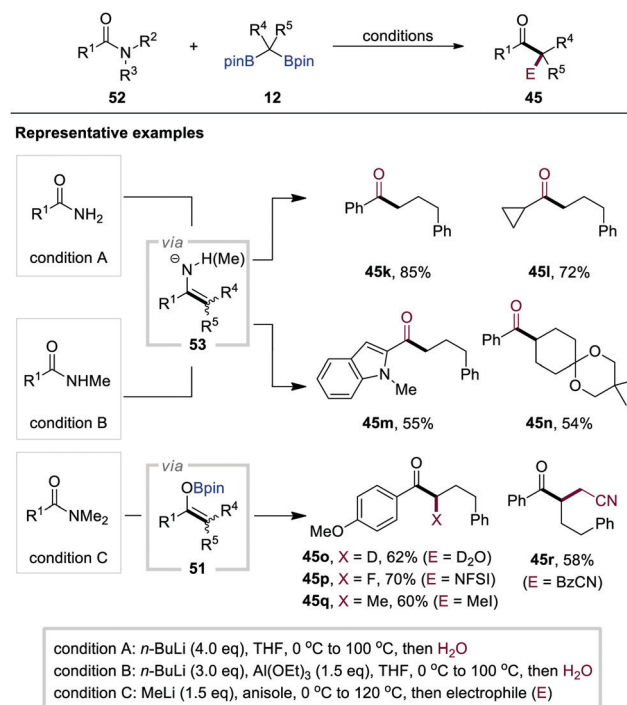 O
R¹ N R²
R³
+
R⁴ R⁵
pinB Bpin
conditions
O
R¹ R⁴
E R⁵
52 12 45
Representative examples
O
R¹ NH₂
condition A
O
R¹ NHMe
condition B
via
⊖
N H(Me)
R¹ R⁴
R⁵
53
O
Ph
Ph
45k, 85%
O
Ph
45l, 72%
O
N
Me Ph
45m, 55%
O
Ph
O
O
45n, 54%
O
R¹ NMe₂
condition C
via
OBpin
R¹ R⁴
R⁵
51
O
MeO X Ph
45o, X = D, 62% (E = D₂O)
45p, X = F, 70% (E = NFSI)
45q, X = Me, 60% (E = MeI)
O
Ph CN
Ph
45r, 58%
(E = BzCN)
condition A: n-BuLi (4.0 eq), THF, 0 °C to 100 °C, then H₂O
condition B: n-BuLi (3.0 eq), Al(OEt)₃ (1.5 eq), THF, 0 °C to 100 °C, then H₂O
condition C: MeLi (1.5 eq), anisole, 0 °C to 120 °C, then electrophile (E)